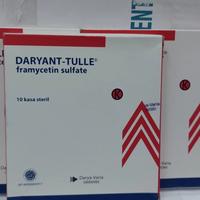 DARYANT-TULLE®
framycetin sulfate
10 kasa steril
K
Darya-Varia